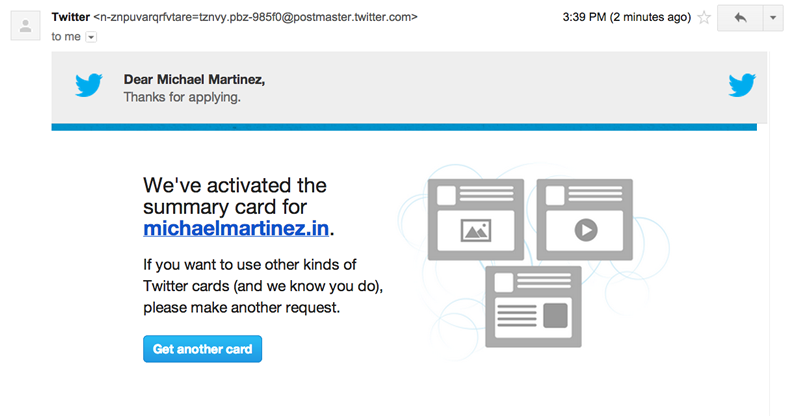 Twitter <n-znpuvarqrfvtare=tznvy.pbz-985f0@postmaster.twitter.com> 3:39 PM (2 minutes ago)
to me
Dear Michael Martinez,
Thanks for applying.
We've activated the
summary card for
michaelmartinez.in.
If you want to use other kinds of
Twitter cards (and we know you do),
please make another request.
Get another card